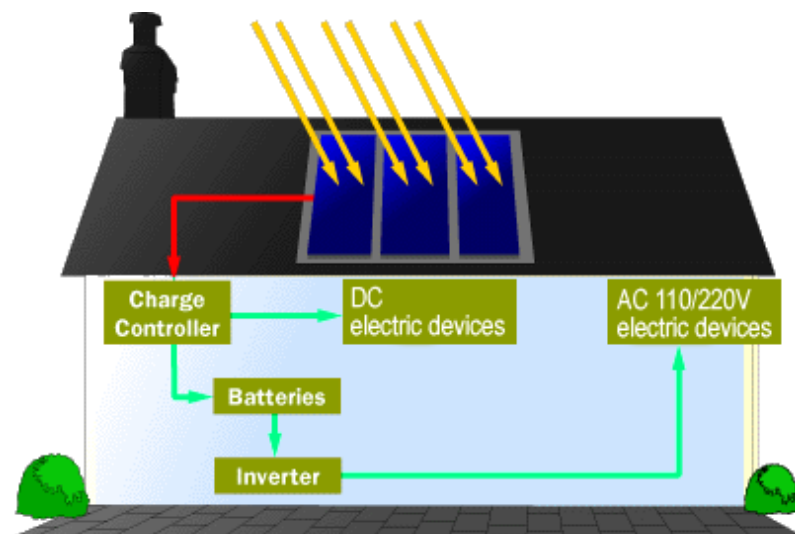 Charge
Controller
DC
electric devices
AC 110/220V
electric devices
Batteries
Inverter